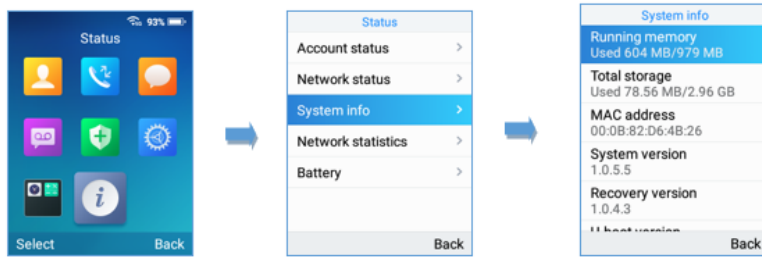 93%
Status
Select Back
Status
Account status
Network status
System info
Network statistics
Battery
Back
System info
Running memory
Used 604 MB/979 MB
Total storage
Used 78.56 MB/2.96 GB
MAC address
00:0B:82:D6:4B:26
System version
1.0.5.5
Recovery version
1.0.4.3
Back